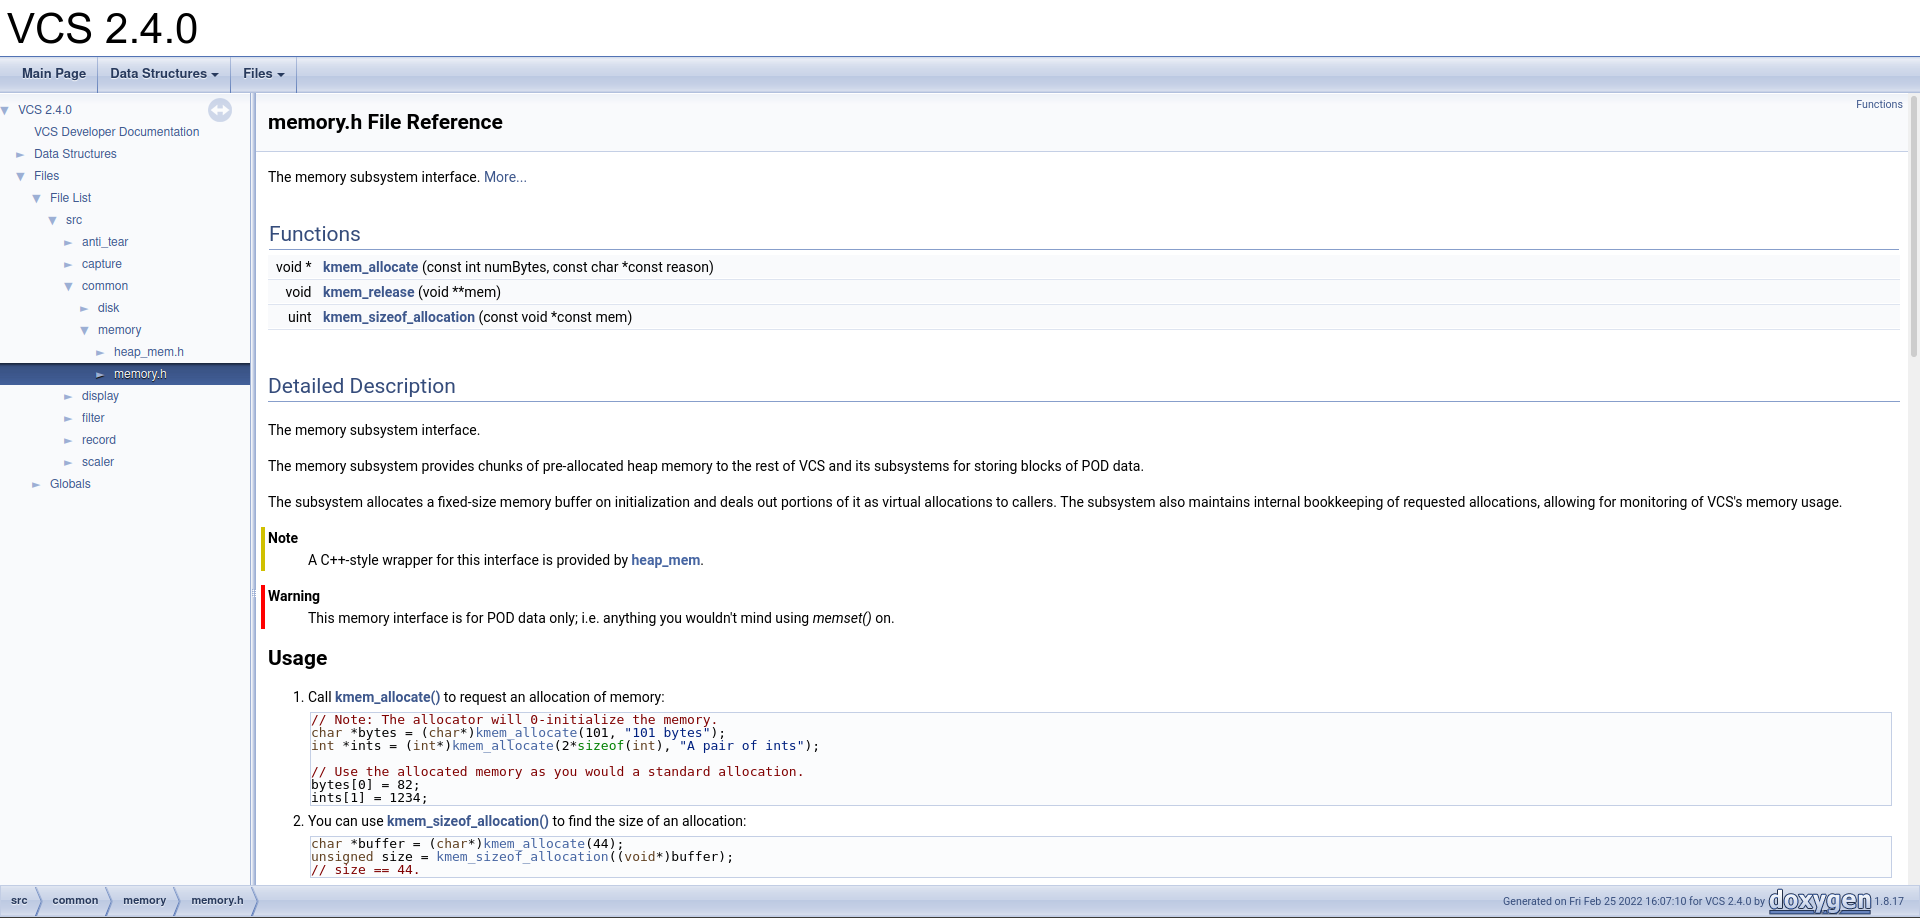 VCS 2.4.0
Main Page
Data Structures
Files
VCS 2.4.0
VCS Developer Documentation
Data Structures
Files
File List
src
anti_tear
capture
common
disk
memory
heap_mem.h
memory.h
display
filter
record
scaler
Globals
Functions
memory.h File Reference
The memory subsystem interface. More...
Functions
void * kmem_allocate (const int numBytes, const char *const reason)
void kmem_release (void **mem)
uint kmem_sizeof_allocation (const void *const mem)
Detailed Description
The memory subsystem interface.
The memory subsystem provides chunks of pre-allocated heap memory to the rest of VCS and its subsystems for storing blocks of POD data.
The subsystem allocates a fixed-size memory buffer on initialization and deals out portions of it as virtual allocations to callers. The subsystem also maintains internal bookkeeping of requested allocations, allowing for monitoring of VCS's memory usage.
Note
A C++-style wrapper for this interface is provided by heap_mem.
Warning
This memory interface is for POD data only; i.e. anything you wouldn't mind using memset() on.
Usage
1. Call kmem_allocate() to request an allocation of memory:
// Note: The allocator will 0-initialize the memory.
char *bytes = (char*)kmem_allocate(101, "101 bytes");
int *ints = (int*)kmem_allocate(2*sizeof(int), "A pair of ints");
// Use the allocated memory as you would a standard allocation.
bytes[0] = 82;
ints[1] = 1234;
2. You can use kmem_sizeof_allocation() to find the size of an allocation:
char *buffer = (char*)kmem_allocate(44);
unsigned size = kmem_sizeof_allocation((void*)buffer);
// size == 44.
src
common
memory
memory.h
Generated on Fri Feb 25 2022 16:07:10 for VCS 2.4.0 by doxygen 1.8.17